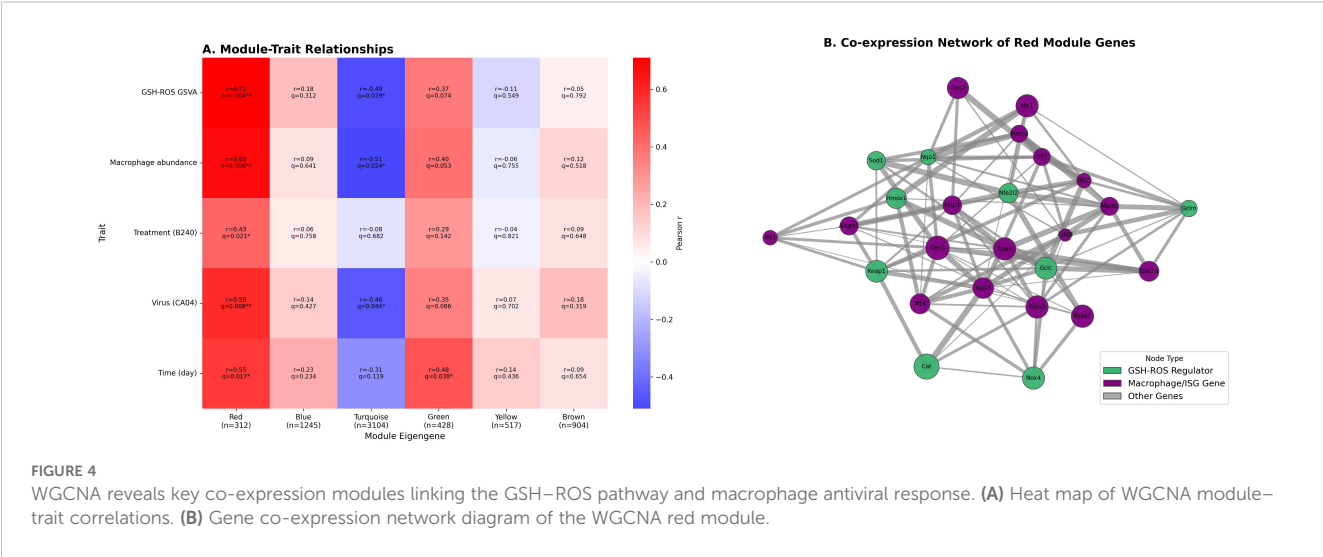 A. Module-Trait Relationships
Trait
GSH-ROS GSVA
r=0.71 r=0.18 r=-0.49 r=0.37 r=-0.11 r=0.05
q=0.004** q=0.312 q=0.029* q=0.074 q=0.549 q=0.792
Macrophage abundance
r=0.68 r=0.09 r=-0.51 r=0.40 r=-0.06 r=0.12
q=0.006** q=0.641 q=0.024* q=0.053 q=0.755 q=0.518
Treatment (B240)
r=0.43 r=0.06 r=-0.08 r=0.29 r=-0.04 r=0.09
q=0.021* q=0.758 q=0.682 q=0.142 q=0.821 q=0.648
Virus (CA04)
r=0.59 r=0.14 r=-0.46 r=0.35 r=0.07 r=0.18
q=0.008** q=0.427 q=0.044* q=0.086 q=0.702 q=0.319
Time (day)
r=0.55 r=0.23 r=-0.31 r=0.48 r=0.14 r=0.09
q=0.017* q=0.234 q=0.119 q=0.038* q=0.436 q=0.654
Red Blue Turquoise Green Yellow Brown
(n=312) (n=1245) (n=3104) (n=428) (n=517) (n=904)
Module Eigengene
0.6
0.4
0.2
0.0
−0.2
−0.4
Pearson r
B. Co-expression Network of Red Module Genes
Oas2
Mx1
Sod1
Nqo1
Hmox1
Nfe2l2
Gclm
Keap1
Gclc
Isg15
Ifit3
Rsad2
Cat
Nox4
Node Type
GSH-ROS Regulator
Macrophage/ISG Gene
Other Genes
FIGURE 4
WGCNA reveals key co-expression modules linking the GSH–ROS pathway and macrophage antiviral response. (A) Heat map of WGCNA module–
trait correlations. (B) Gene co-expression network diagram of the WGCNA red module.